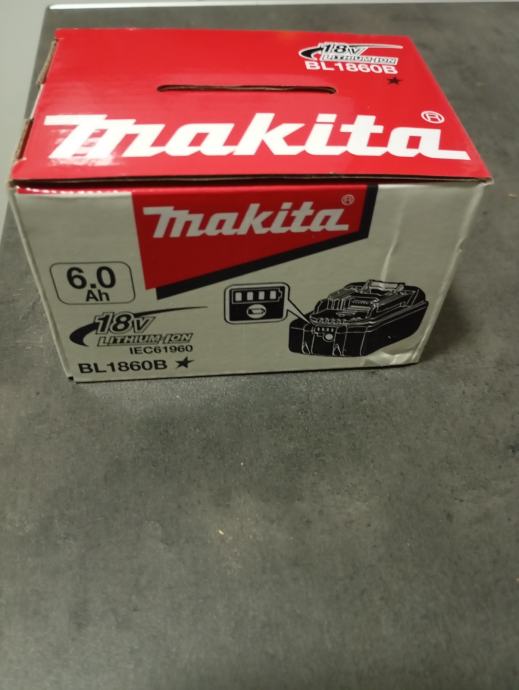 18V
LITHIUM-ION
BL1860B
★
makita®
makita®
6.0
Ah
18V
LITHIUM-ION
IEC61960
BL1860B ★